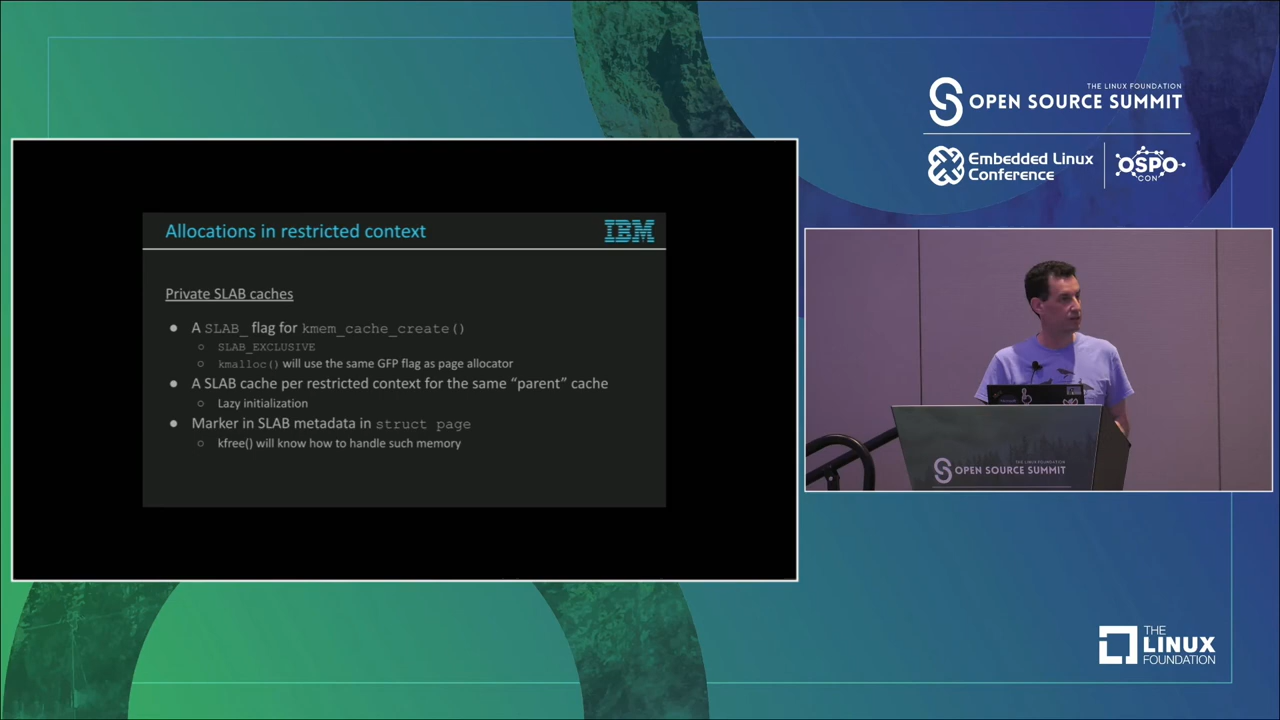 THE LINUX FOUNDATION
OPEN SOURCE SUMMIT
Embedded Linux
Conference
OSPO
CON
Allocations in restricted context
IBM
Private SLAB caches
● A SLAB_ flag for kmem_cache_create()
○ SLAB_EXCLUSIVE
○ kmalloc() will use the same GFP flag as page allocator
● A SLAB cache per restricted context for the same “parent” cache
○ Lazy initialization
● Marker in SLAB metadata in struct page
○ kfree() will know how to handle such memory
THE LINUX FOUNDATION
OPEN SOURCE SUMMIT
THE
LINUX
FOUNDATION